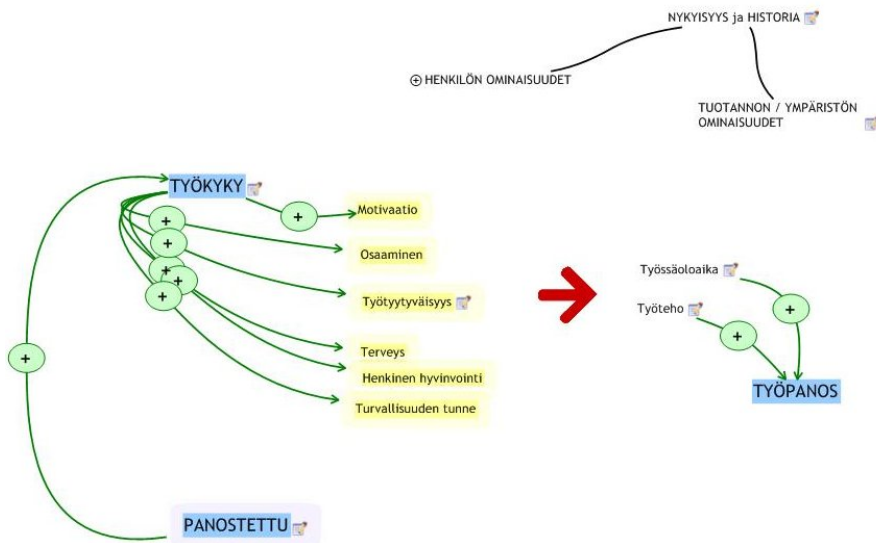 NYKYISYYS ja HISTORIA
⊕ HENKILÖN OMINAISUUDET
TUOTANNON / YMPÄRISTÖN
OMINAISUUDET
TYÖKYKY
+
Motivaatio
+
Osaaminen
+
Työtyytyväisyys
+
+
+
Terveys
Henkinen hyvinvointi
Turvallisuuden tunne
+
Työssäoloaika
+
Työteho
+
TYÖPANOS
PANOSTETTU